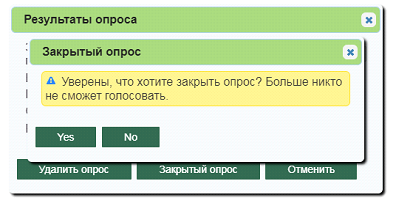 Результаты опроса
Закрытый опрос
Уверены, что хотите закрыть опрос? Больше никто
не сможет голосовать.
Yes No
Удалить опрос Закрытый опрос Отменить